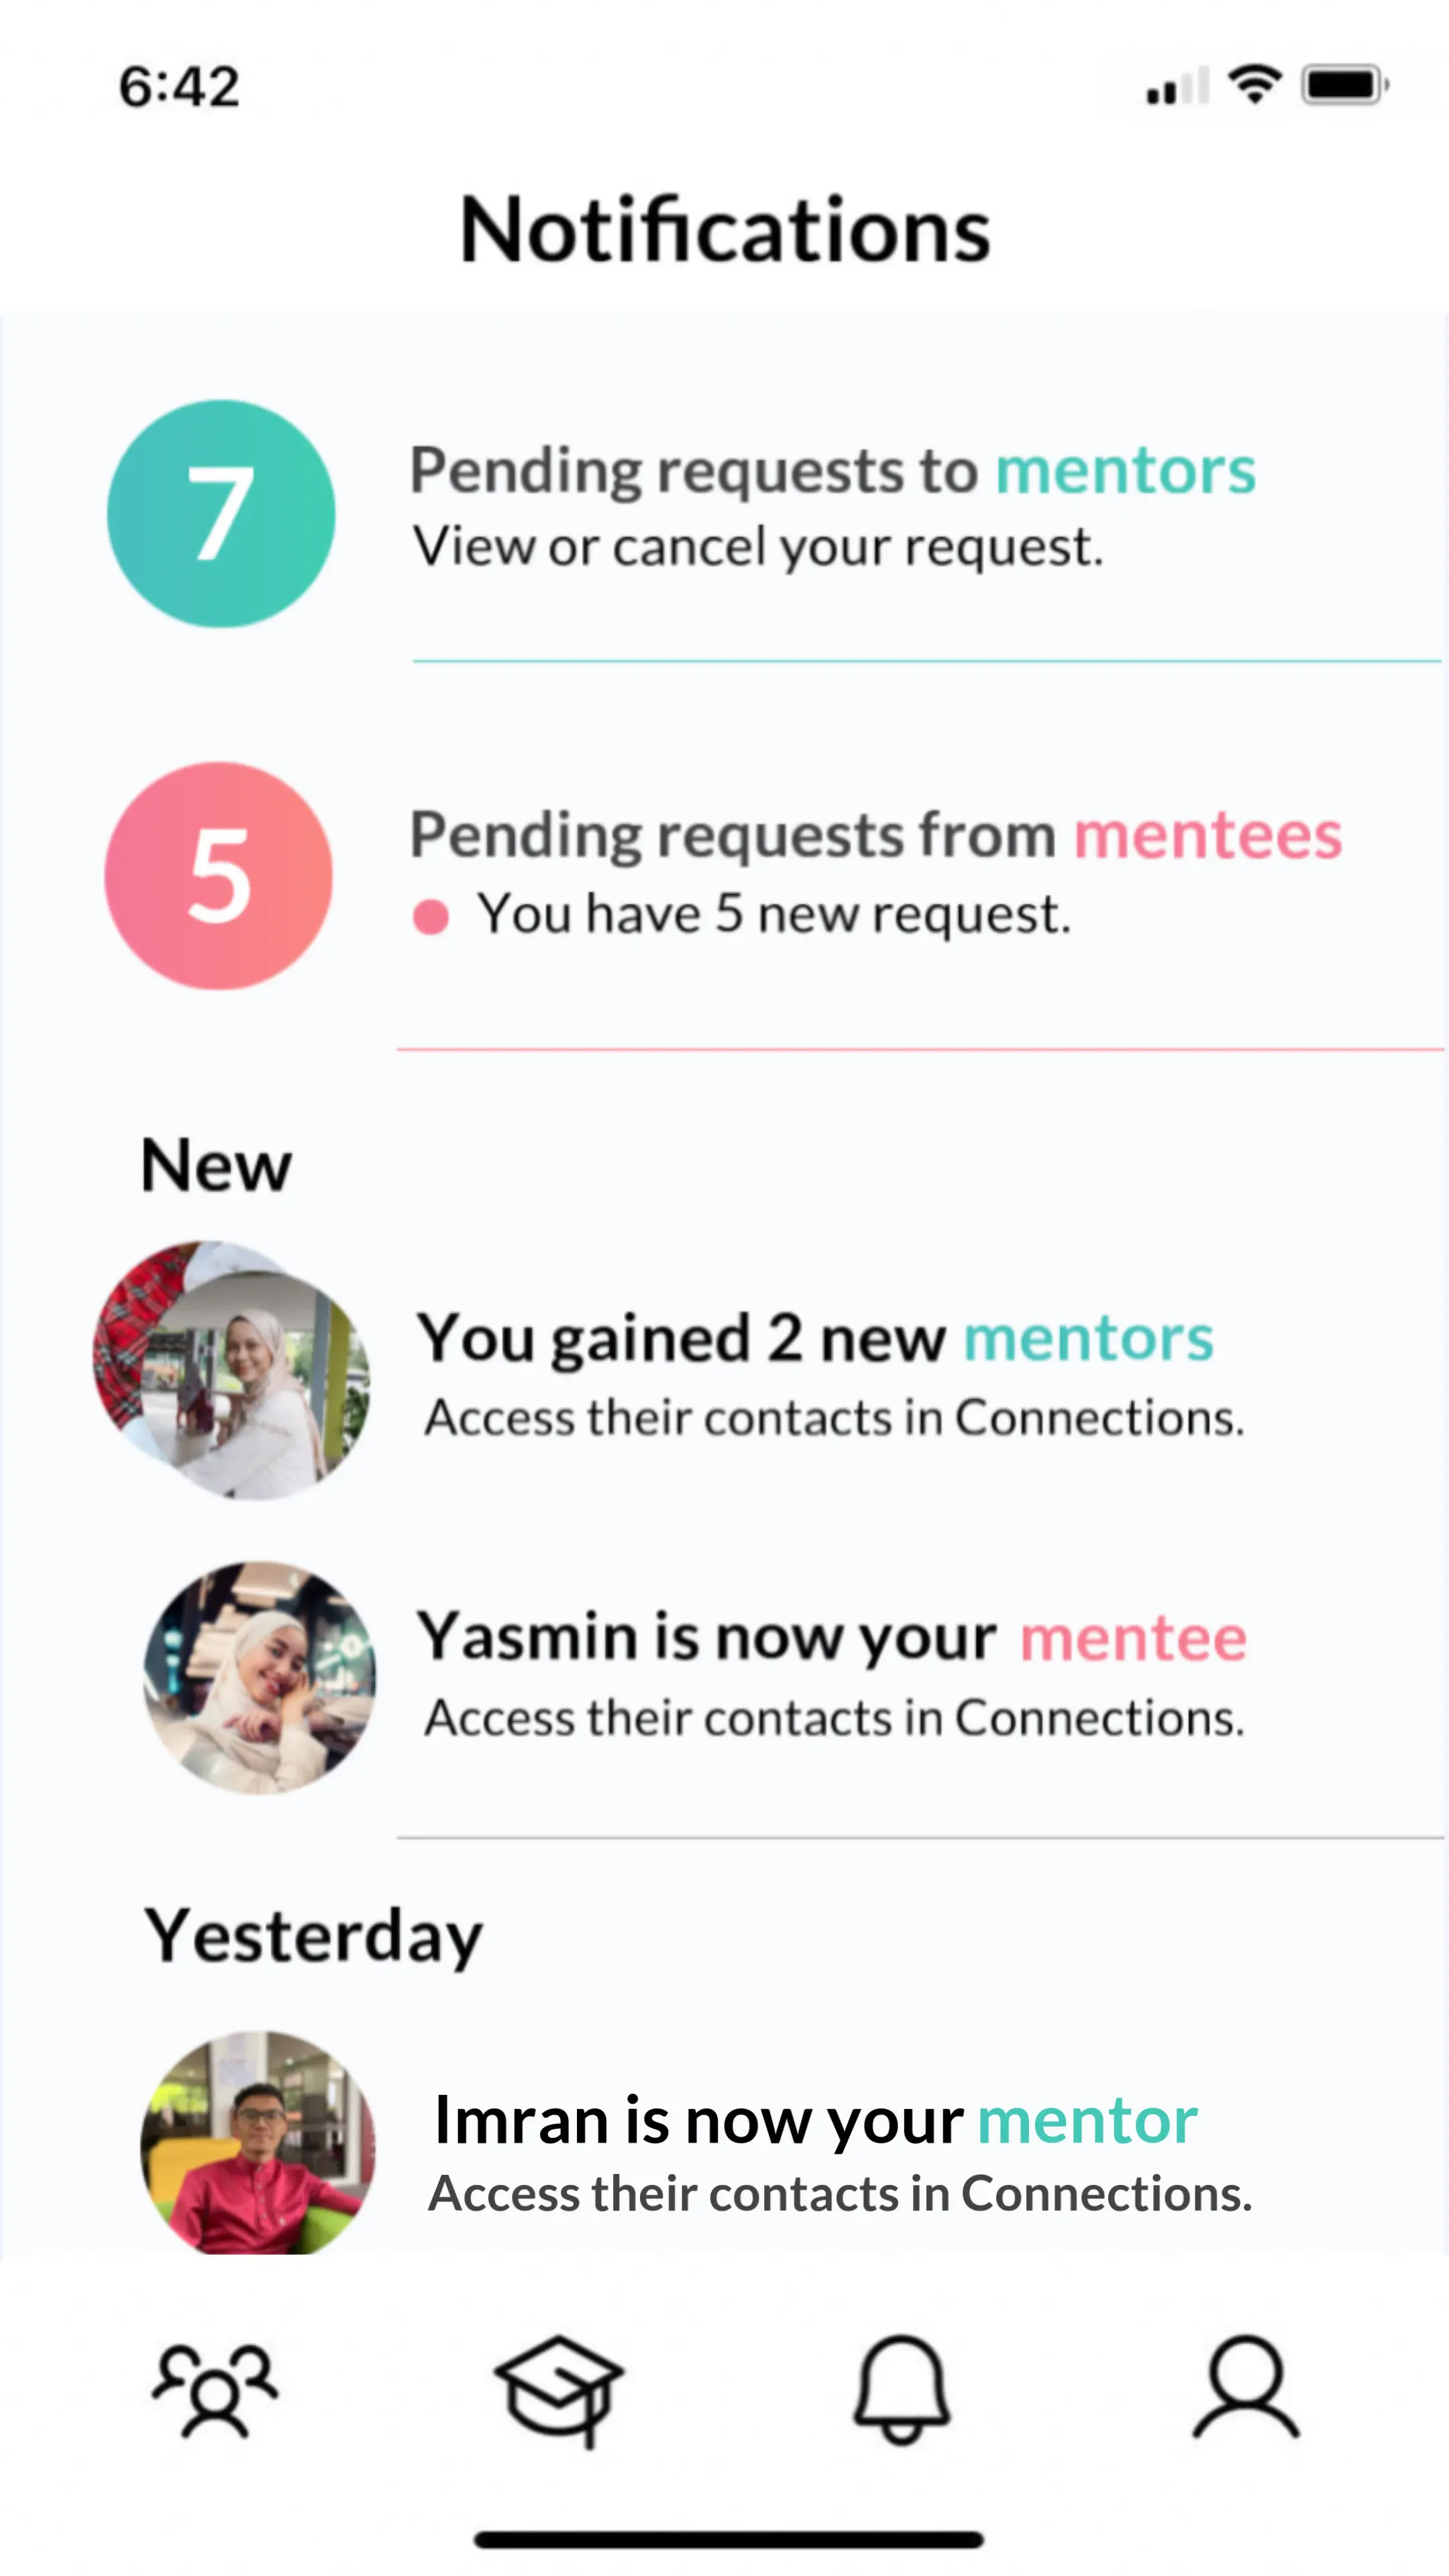 6:42
Notifications
7
Pending requests to mentors
View or cancel your request.
5
Pending requests from mentees
You have 5 new request.
New
You gained 2 new mentors
Access their contacts in Connections.
Yasmin is now your mentee
Access their contacts in Connections.
Yesterday
Imran is now your mentor
Access their contacts in Connections.